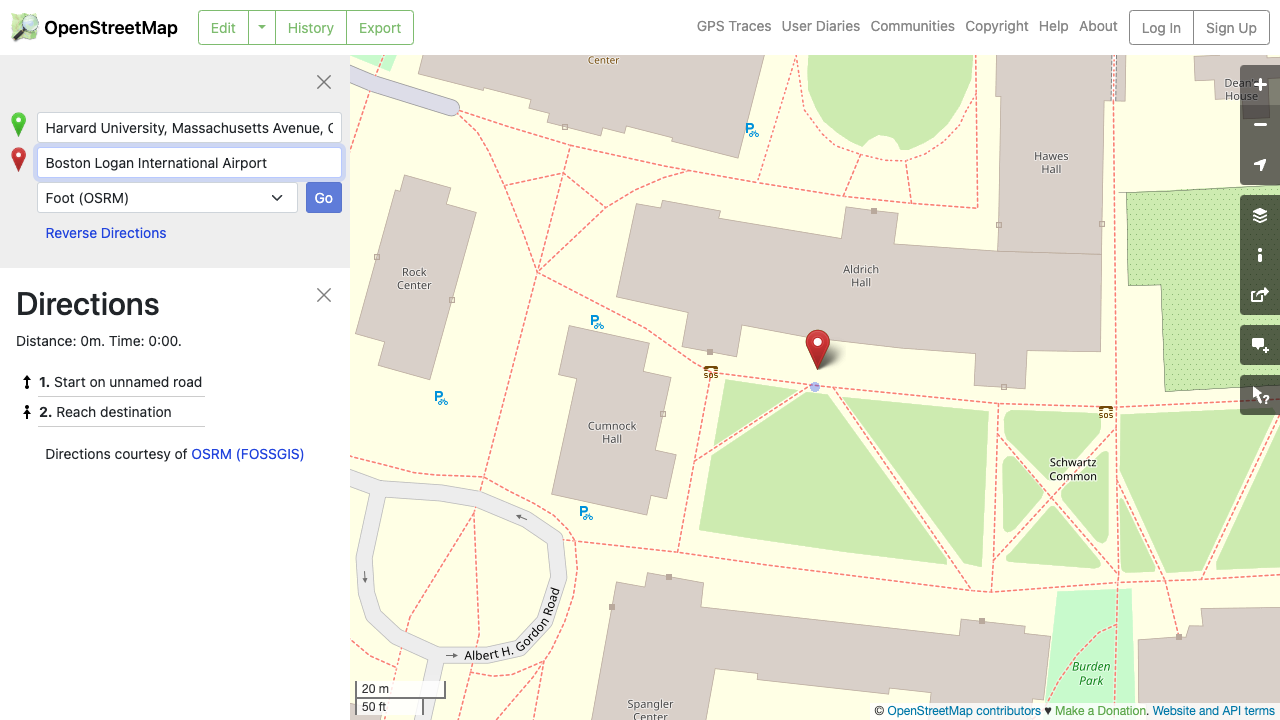 OpenStreetMap
Edit
History
Export
GPS Traces
User Diaries
Communities
Copyright
Help
About
Log In
Sign Up
Harvard University, Massachusetts Avenue,
Boston Logan International Airport
Foot (OSRM)
Go
Reverse Directions
Directions
Distance: 0m. Time: 0:00.
1. Start on unnamed road
2. Reach destination
Directions courtesy of OSRM (FOSSGIS)
Center
Dean's
House
Hawes
Hall
Rock
Center
Aldrich
Hall
SOS
SOS
Cumnock
Hall
Schwartz
Common
P
P
P
P
Albert H. Gordon Road
Burden
Park
Spangler
Center
20 m
50 ft
© OpenStreetMap contributors ♥ Make a Donation. Website and API terms